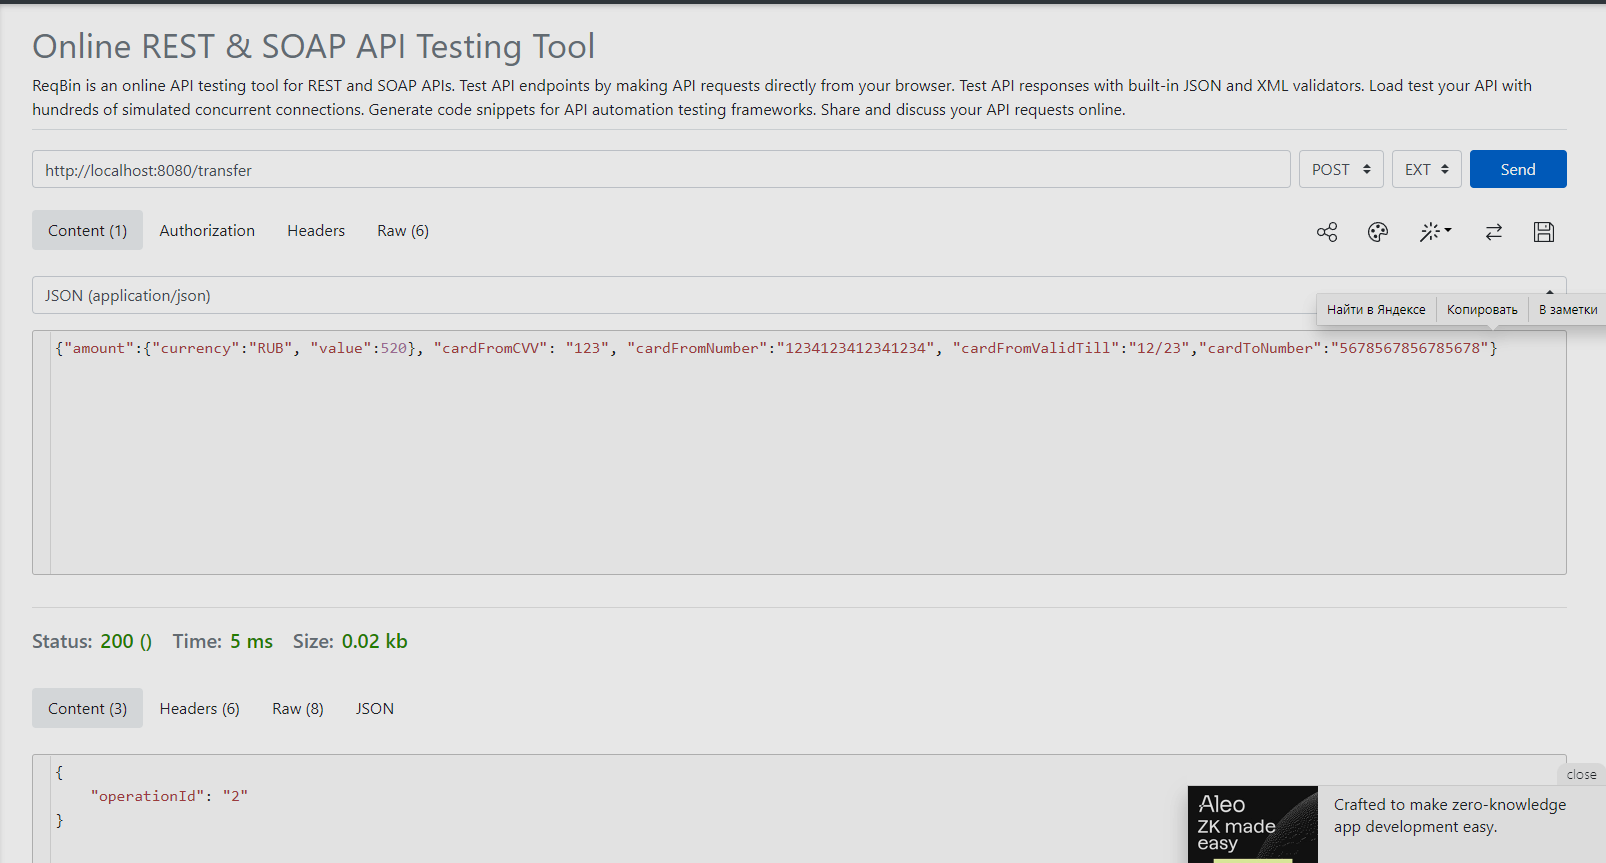 Online REST & SOAP API Testing Tool
ReqBin is an online API testing tool for REST and SOAP APIs. Test API endpoints by making API requests directly from your browser. Test API responses with built-in JSON and XML validators. Load test your API with
hundreds of simulated concurrent connections. Generate code snippets for API automation testing frameworks. Share and discuss your API requests online.
http://localhost:8080/transfer
POST
EXT
Send
Content (1)
Authorization
Headers
Raw (6)
JSON (application/json)
Найти в Яндексе
Копировать
В заметки
{"amount":{"currency":"RUB", "value":520}, "cardFromCVV": "123", "cardFromNumber":"1234123412341234", "cardFromValidTill":"12/23","cardToNumber":"5678567856785678"}
Status: 200 () Time: 5 ms Size: 0.02 kb
Content (3)
Headers (6)
Raw (8)
JSON
{
"operationId": "2"
}
close
Aleo
ZK made
easy
Crafted to make zero-knowledge
app development easy.